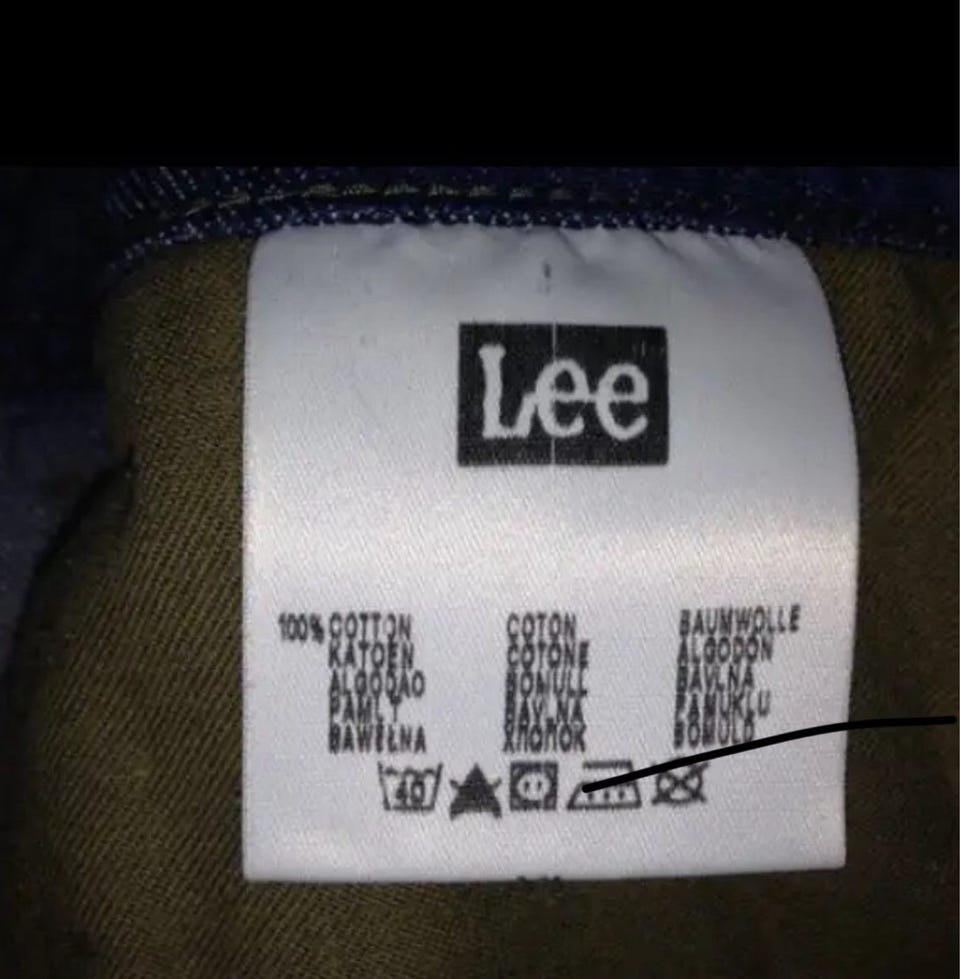 Lee
100% COTTON COTON BAUMWOLLE
KATOEN COTONE ALGODON
ALGODAO BOMULL BAVLNA
PAMUT BAVLNA PAMUKLU
BAWEŁNA ХЛОПОК BOMULD
40